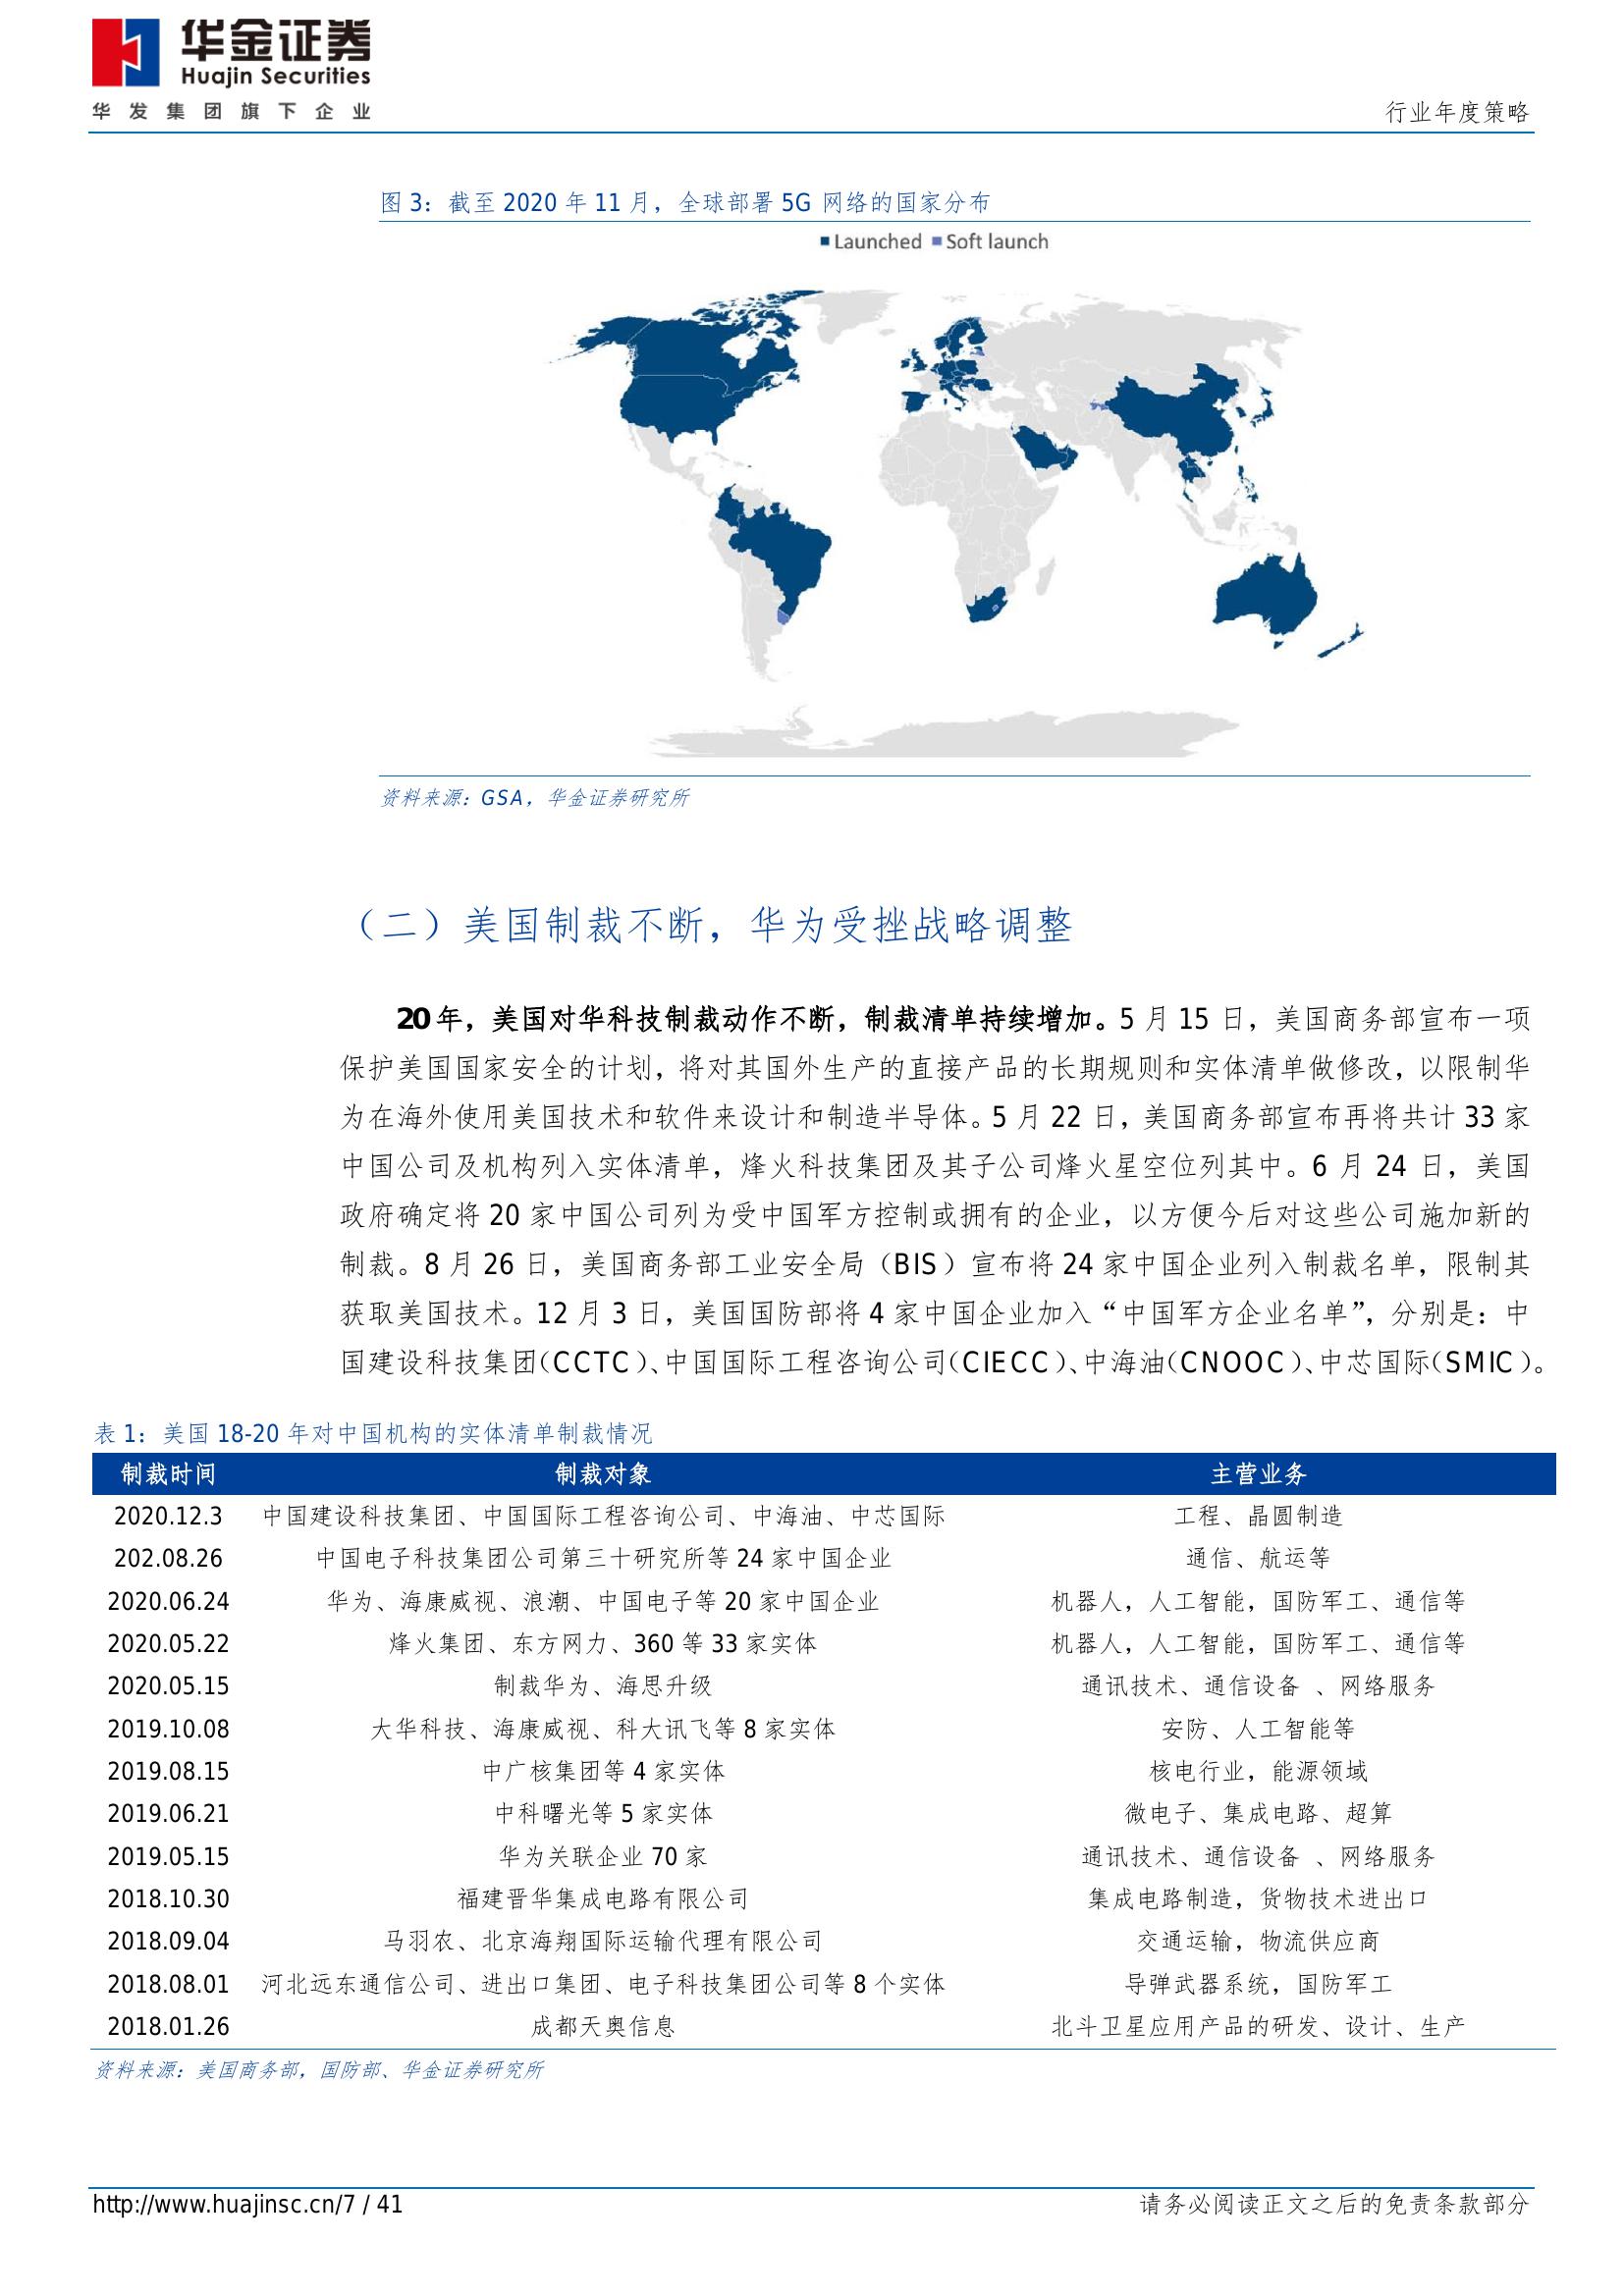 华金证券
Huajin Securities
华发集团旗下企业
行业年度策略
图 3：截至 2020 年 11 月，全球部署 5G 网络的国家分布
Launched Soft launch
资料来源：GSA，华金证券研究所
（二）美国制裁不断，华为受挫战略调整
20 年，美国对华科技制裁动作不断，制裁清单持续增加。5 月 15 日，美国商务部宣布一项
保护美国国家安全的计划，将对其国外生产的直接产品的长期规则和实体清单做修改，以限制华
为在海外使用美国技术和软件来设计和制造半导体。5 月 22 日，美国商务部宣布再将共计 33 家
中国公司及机构列入实体清单，烽火科技集团及其子公司烽火星空位列其中。6 月 24 日，美国
政府确定将 20 家中国公司列为受中国军方控制或拥有的企业，以方便今后对这些公司施加新的
制裁。8 月 26 日，美国商务部工业安全局（BIS）宣布将 24 家中国企业列入制裁名单，限制其
获取美国技术。12 月 3 日，美国国防部将 4 家中国企业加入“中国军方企业名单”，分别是：中
国建设科技集团(CCTC)、中国国际工程咨询公司(CIECC)、中海油(CNOOC)、中芯国际(SMIC)。
表 1：美国 18-20 年对中国机构的实体清单制裁情况
制裁时间 制裁对象 主营业务
2020.12.3 中国建设科技集团、中国国际工程咨询公司、中海油、中芯国际 工程、晶圆制造
202.08.26 中国电子科技集团公司第三十研究所等 24 家中国企业 通信、航运等
2020.06.24 华为、海康威视、浪潮、中国电子等 20 家中国企业 机器人，人工智能，国防军工、通信等
2020.05.22 烽火集团、东方网力、360 等 33 家实体 机器人，人工智能，国防军工、通信等
2020.05.15 制裁华为、海思升级 通讯技术、通信设备 、网络服务
2019.10.08 大华科技、海康威视、科大讯飞等 8 家实体 安防、人工智能等
2019.08.15 中广核集团等 4 家实体 核电行业，能源领域
2019.06.21 中科曙光等 5 家实体 微电子、集成电路、超算
2019.05.15 华为关联企业 70 家 通讯技术、通信设备 、网络服务
2018.10.30 福建晋华集成电路有限公司 集成电路制造，货物技术进出口
2018.09.04 马羽农、北京海翔国际运输代理有限公司 交通运输，物流供应商
2018.08.01 河北远东通信公司、进出口集团、电子科技集团公司等 8 个实体 导弹武器系统，国防军工
2018.01.26 成都天奥信息 北斗卫星应用产品的研发、设计、生产
资料来源：美国商务部，国防部、华金证券研究所
http://www.huajinsc.cn/7 / 41 请务必阅读正文之后的免责条款部分